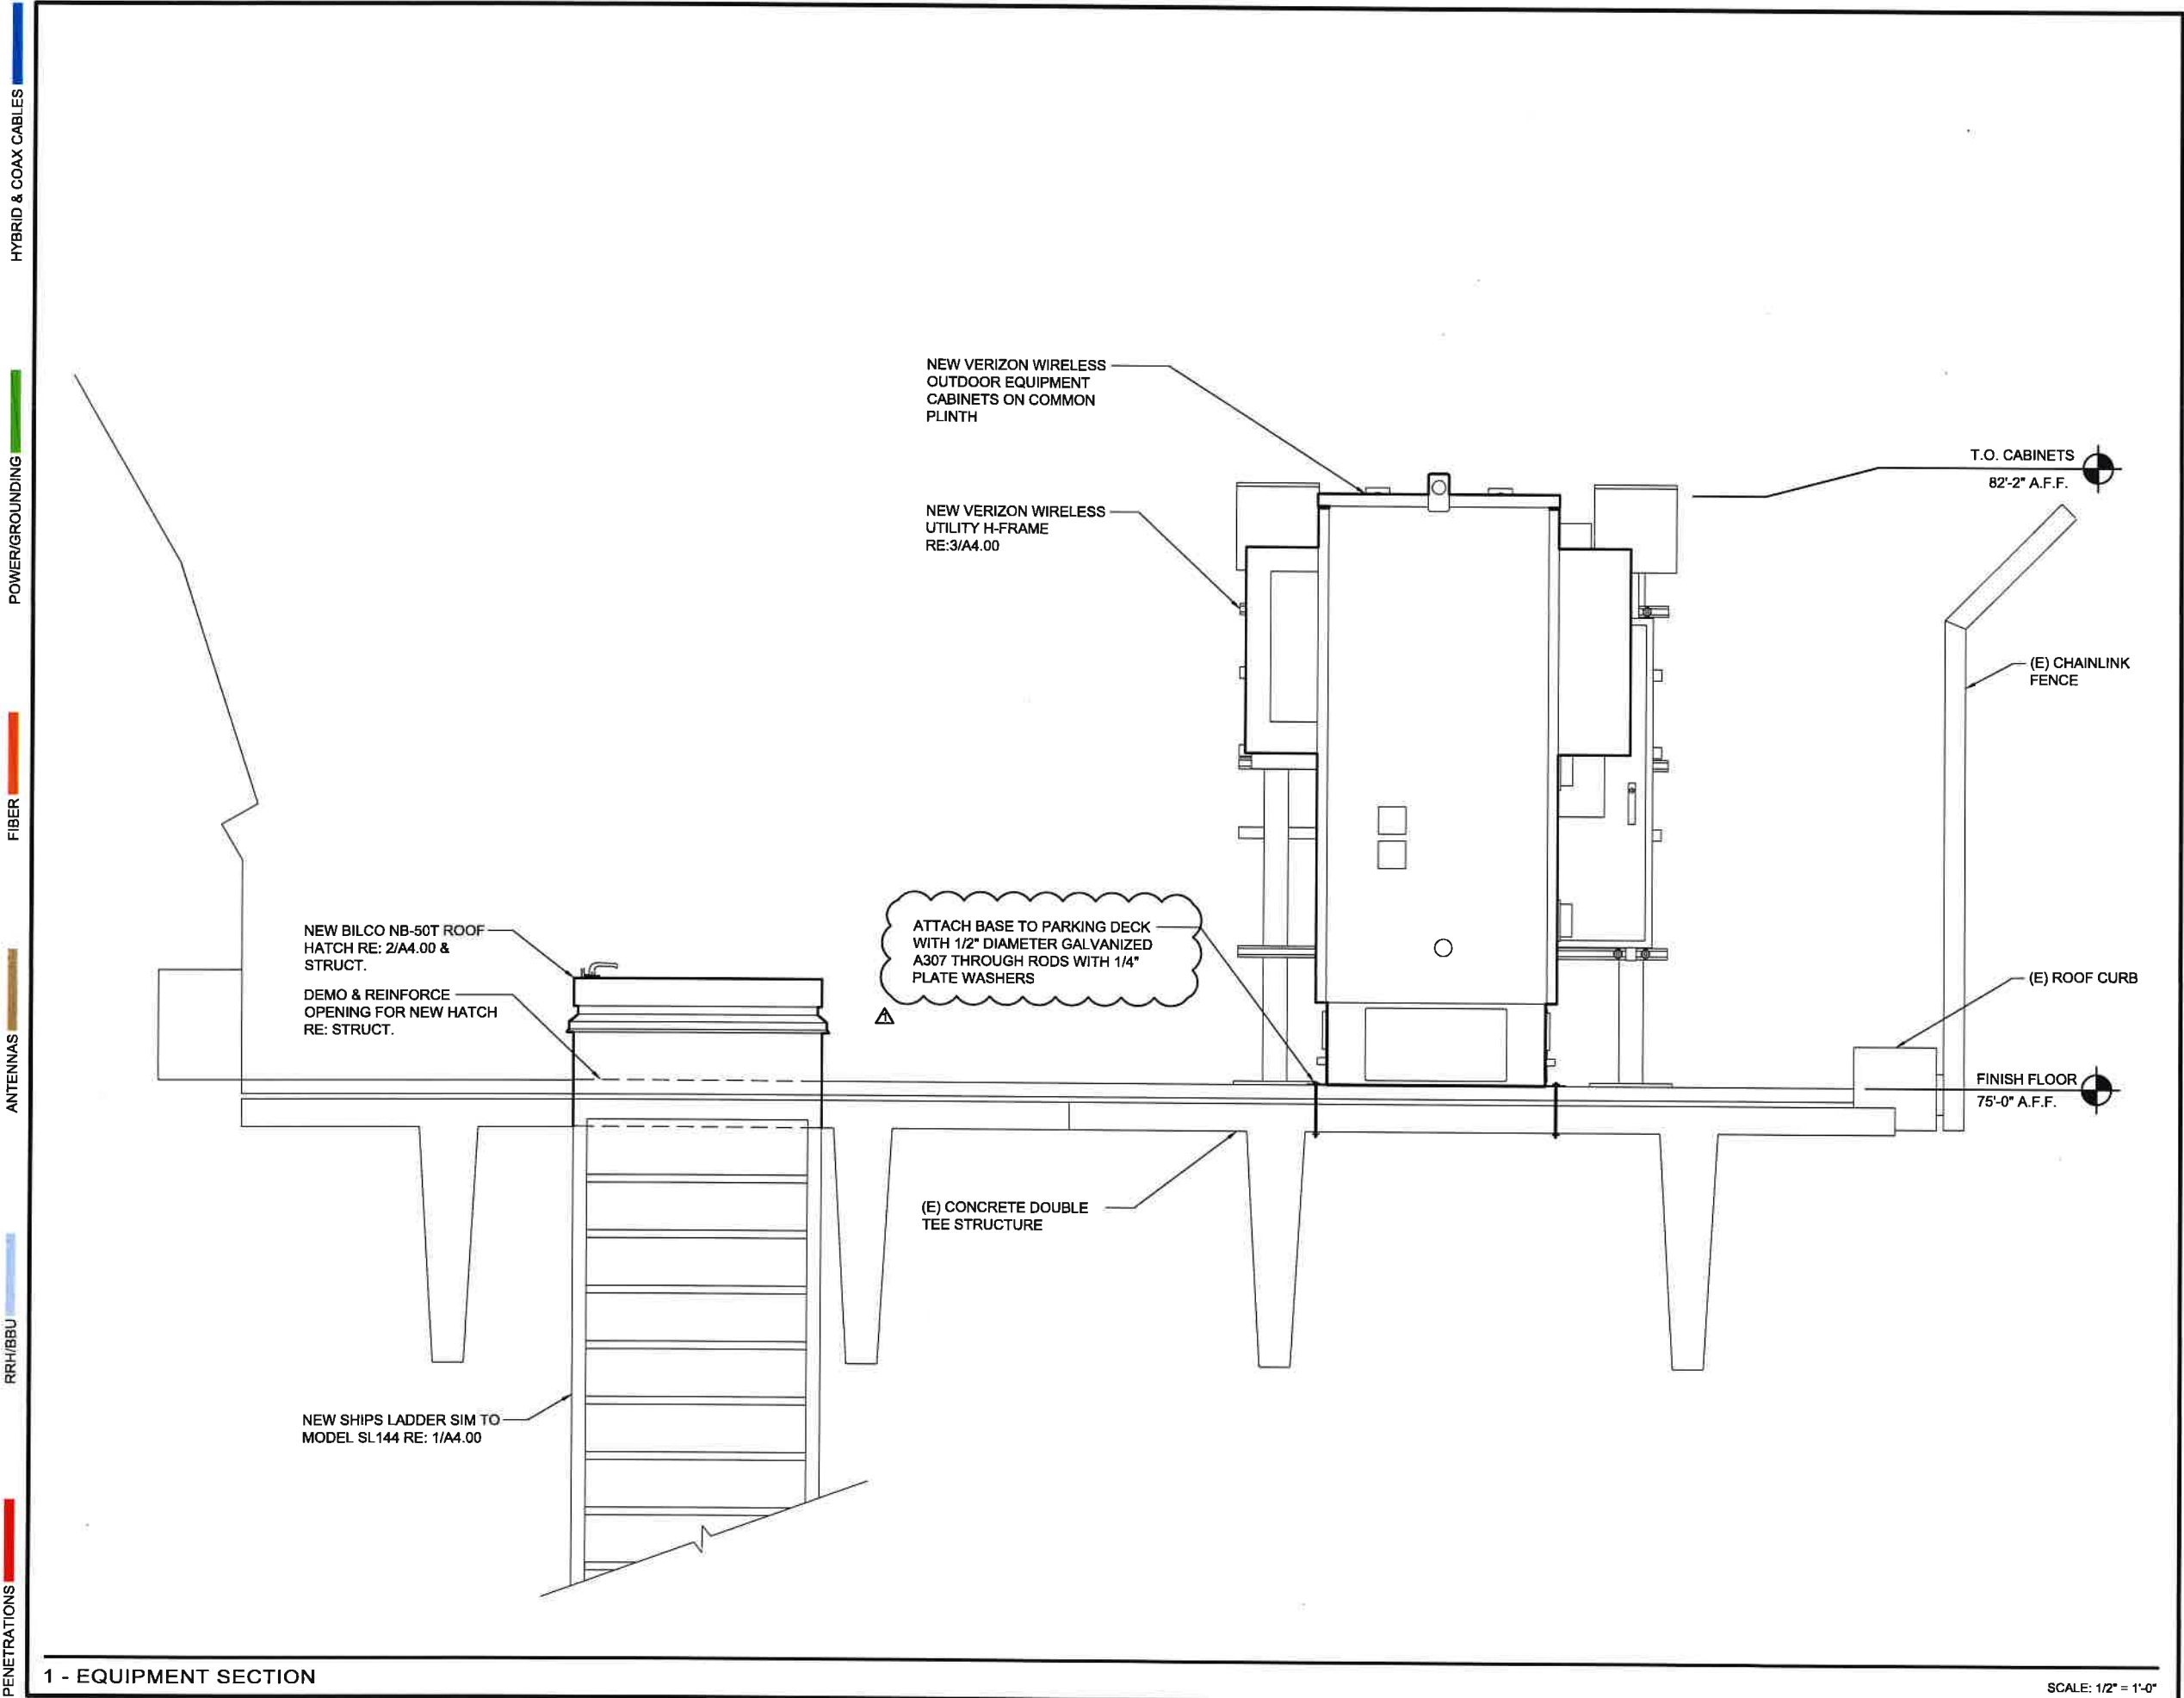 HYBRID & COAX CABLES
POWER/GROUNDING
FIBER
ANTENNAS
RRH/BBU
PENETRATIONS
NEW VERIZON WIRELESS
OUTDOOR EQUIPMENT
CABINETS ON COMMON
PLINTH
T.O. CABINETS
82'-2" A.F.F.
NEW VERIZON WIRELESS
UTILITY H-FRAME
RE:3/A4.00
(E) CHAINLINK
FENCE
NEW BILCO NB-50T ROOF
HATCH RE: 2/A4.00 &
STRUCT.
DEMO & REINFORCE
OPENING FOR NEW HATCH
RE: STRUCT.
ATTACH BASE TO PARKING DECK
WITH 1/2" DIAMETER GALVANIZED
A307 THROUGH RODS WITH 1/4"
PLATE WASHERS
1
(E) ROOF CURB
FINISH FLOOR
75'-0" A.F.F.
(E) CONCRETE DOUBLE
TEE STRUCTURE
NEW SHIPS LADDER SIM TO
MODEL SL144 RE: 1/A4.00
1 - EQUIPMENT SECTION
SCALE: 1/2" = 1'-0"